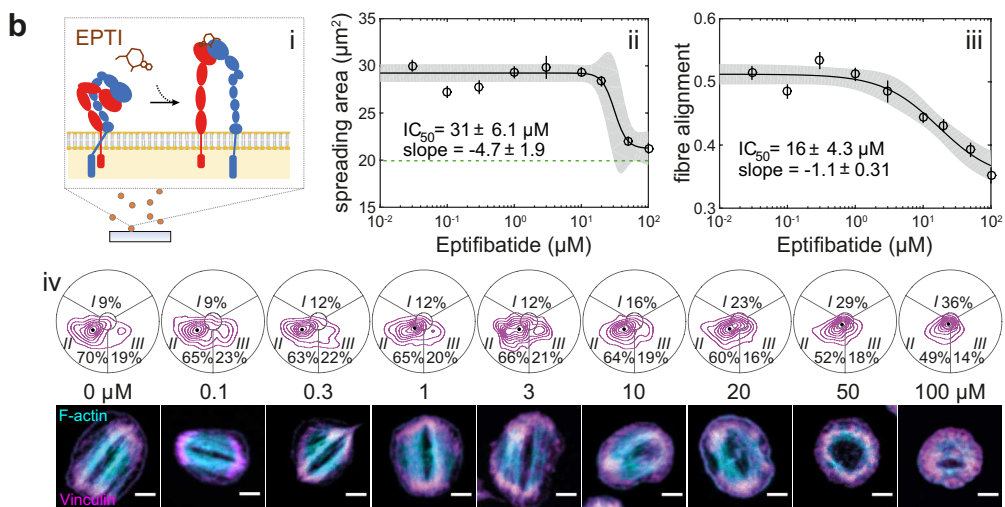 b
EPTI
i
ii
spreading area (μm²)
35
30
25
20
15
IC₅₀= 31 ± 6.1 μM
slope = -4.7 ± 1.9
10⁻² 10⁻¹ 10⁰ 10¹ 10²
Eptifibatide (μM)
iii
fibre alignment
0.6
0.5
0.4
0.3
IC₅₀= 16 ± 4.3 μM
slope = -1.1 ± 0.31
10⁻² 10⁻¹ 10⁰ 10¹ 10²
Eptifibatide (μM)
iv
I 9% I 9% I 12% I 12% I 12% I 16% I 23% I 29% I 36%
II III II III II III II III II III II III II III II III II III
70% 19% 65% 23% 63% 22% 65% 20% 66% 21% 64% 19% 60% 16% 52% 18% 49% 14%
0 μM 0.1 0.3 1 3 10 20 50 100 μM
F-actin
Vinculin